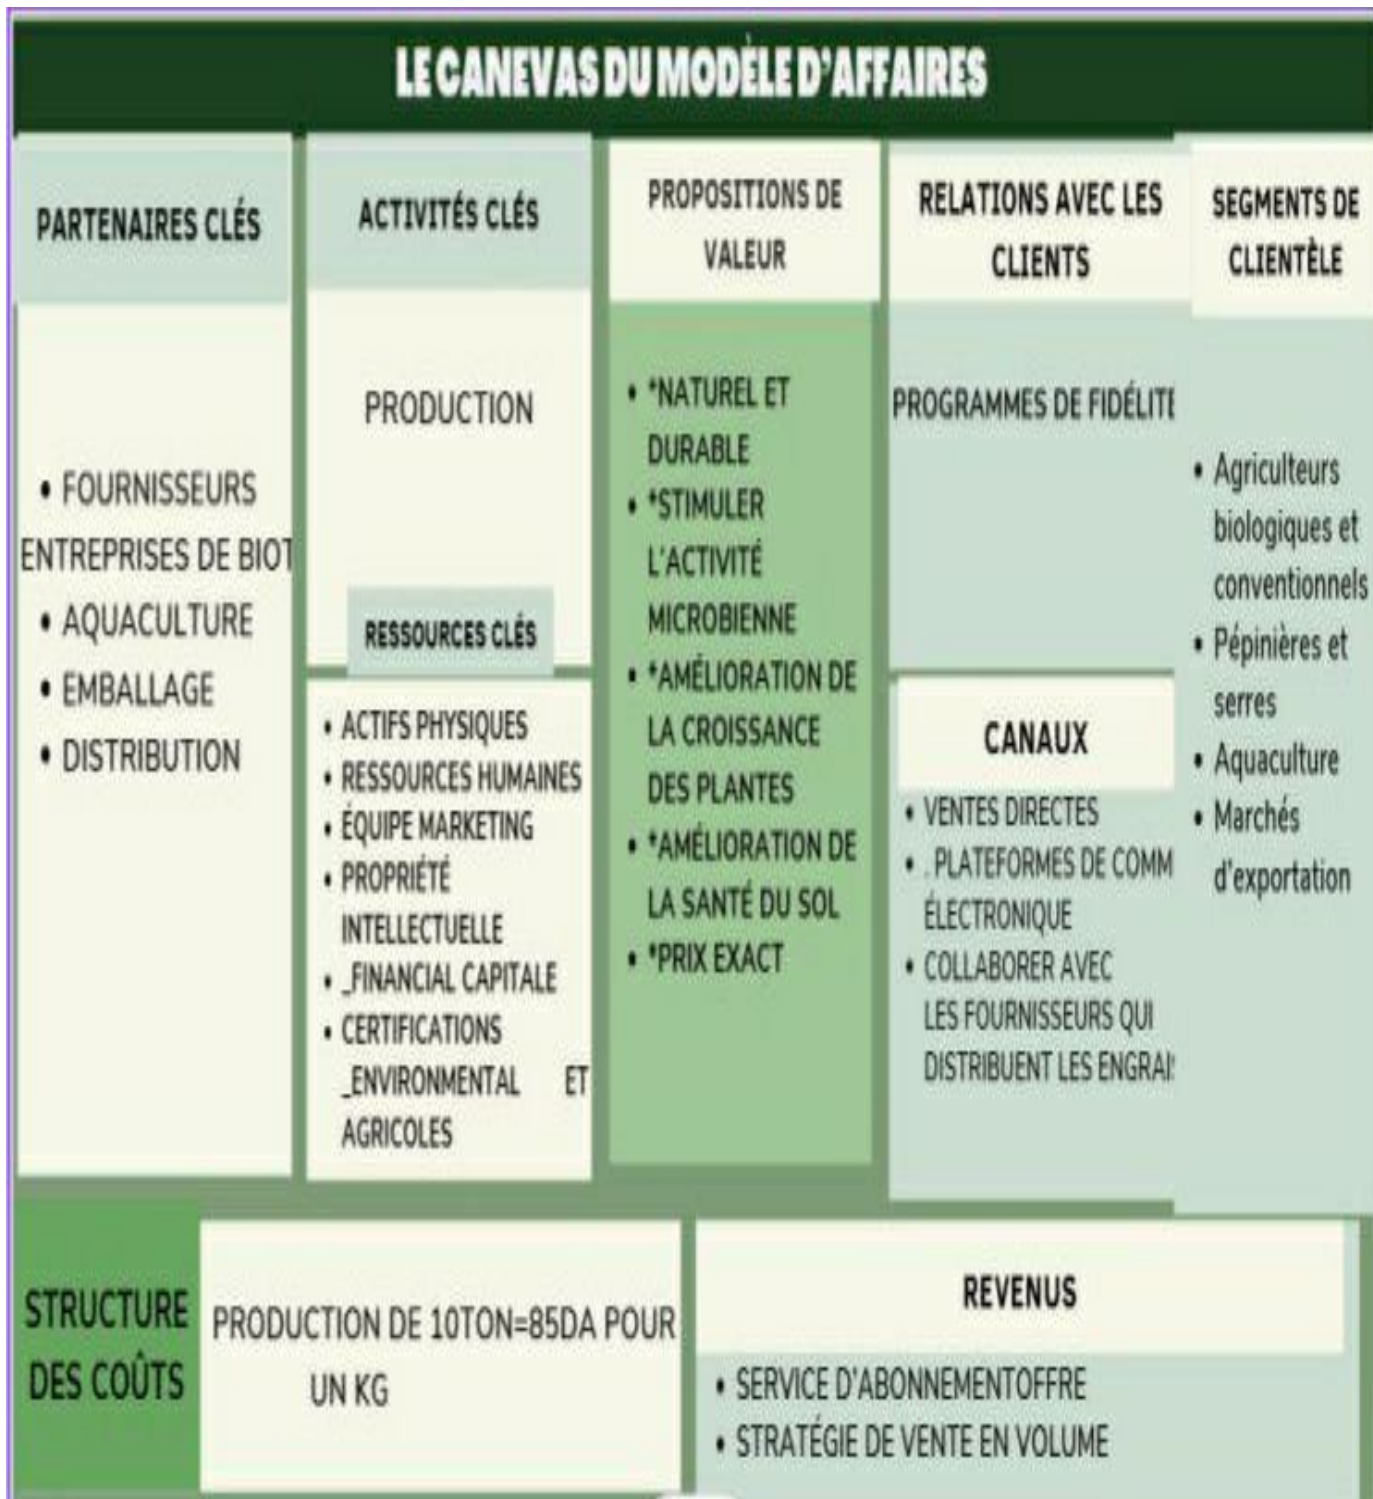 LE CANEVAS DU MODÈLE D'AFFAIRES
PARTENAIRES CLÉS
• FOURNISSEURS
ENTREPRISES DE BIOT
• AQUACULTURE
• EMBALLAGE
• DISTRIBUTION
ACTIVITÉS CLÉS
PRODUCTION
RESSOURCES CLÉS
• ACTIFS PHYSIQUES
• RESSOURCES HUMAINES
• ÉQUIPE MARKETING
• PROPRIÉTÉ
INTELLECTUELLE
• _FINANCIAL CAPITALE
• CERTIFICATIONS
_ENVIRONMENTAL ET
AGRICOLES
PROPOSITIONS DE
VALEUR
• *NATUREL ET
DURABLE
• *STIMULER
L'ACTIVITÉ
MICROBIENNE
• *AMÉLIORATION DE
LA CROISSANCE
DES PLANTES
• *AMÉLIORATION DE
LA SANTÉ DU SOL
• *PRIX EXACT
RELATIONS AVEC LES
CLIENTS
PROGRAMMES DE FIDÉLITÉ
CANAUX
• VENTES DIRECTES
• . PLATEFORMES DE COMM
ÉLECTRONIQUE
• COLLABORER AVEC
LES FOURNISSEURS QUI
DISTRIBUENT LES ENGRAIS
SEGMENTS DE
CLIENTÈLE
• Agriculteurs
biologiques et
conventionnels
• Pépinières et
serres
• Aquaculture
• Marchés
d'exportation
STRUCTURE
DES COÛTS
PRODUCTION DE 10TON=85DA POUR
UN KG
REVENUS
• SERVICE D'ABONNEMENTOFFRE
• STRATÉGIE DE VENTE EN VOLUME